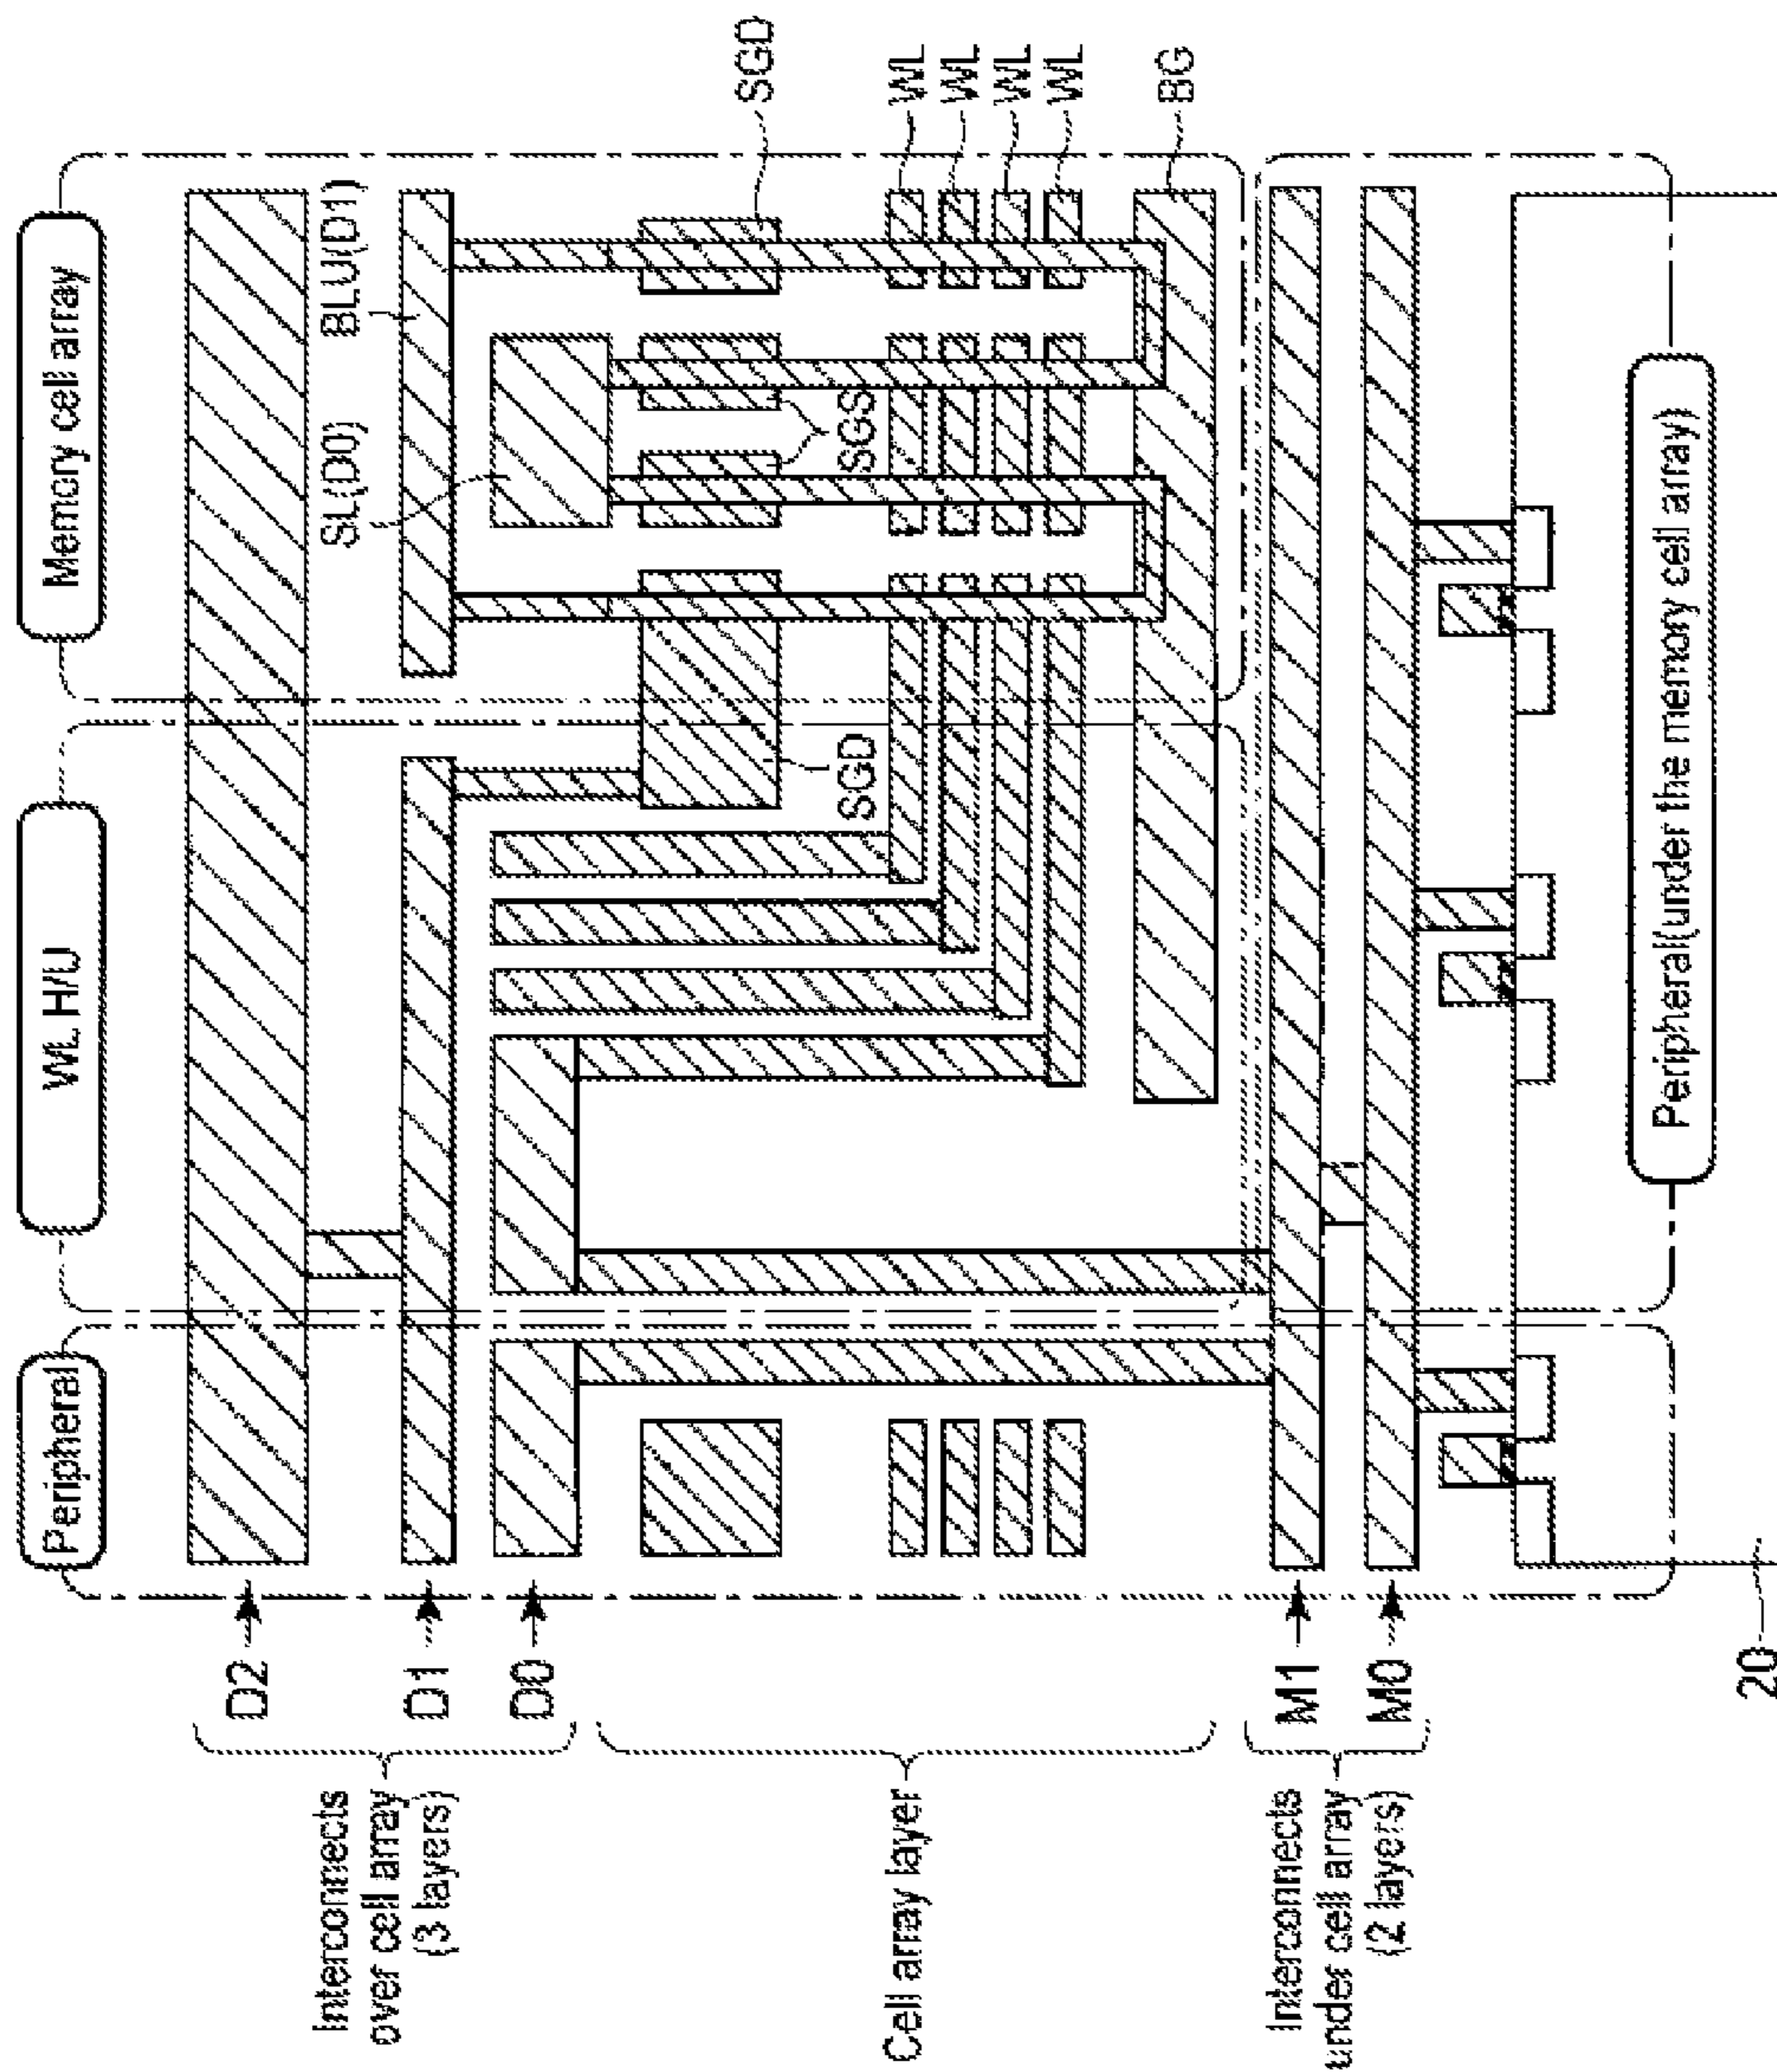 Peripheral
WL H/U
Memory cell array
Interconnects
over cell array
(3 layers)
D2
D1
D0
BLU(D1)
SL(D0)
SGD
SGD
SGS
Cell array layer
WL
WL
WL
WL
BG
Interconnects
under cell array
(2 layers)
M1
M0
Peripheral(under the memory cell array)
20